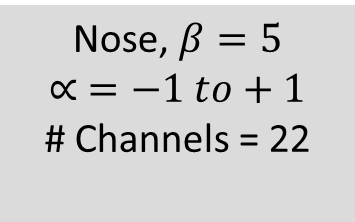 Nose, β = 5
∝ = −1 to + 1
# Channels = 22